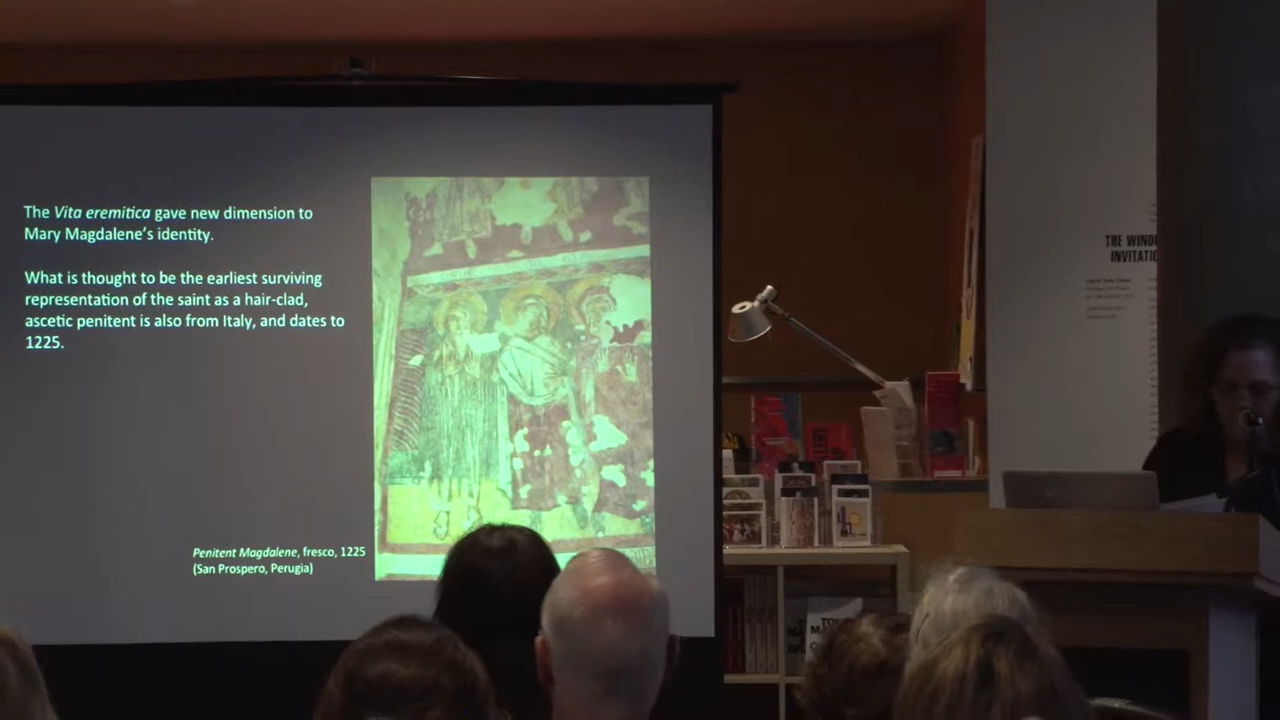 The Vita eremitica gave new dimension to
Mary Magdalene's identity.
What is thought to be the earliest surviving
representation of the saint as a hair-clad,
ascetic penitent is also from Italy, and dates to
1225.
Penitent Magdalene, fresco, 1225
(San Prospero, Perugia)
THE WINDO
INVITATIO